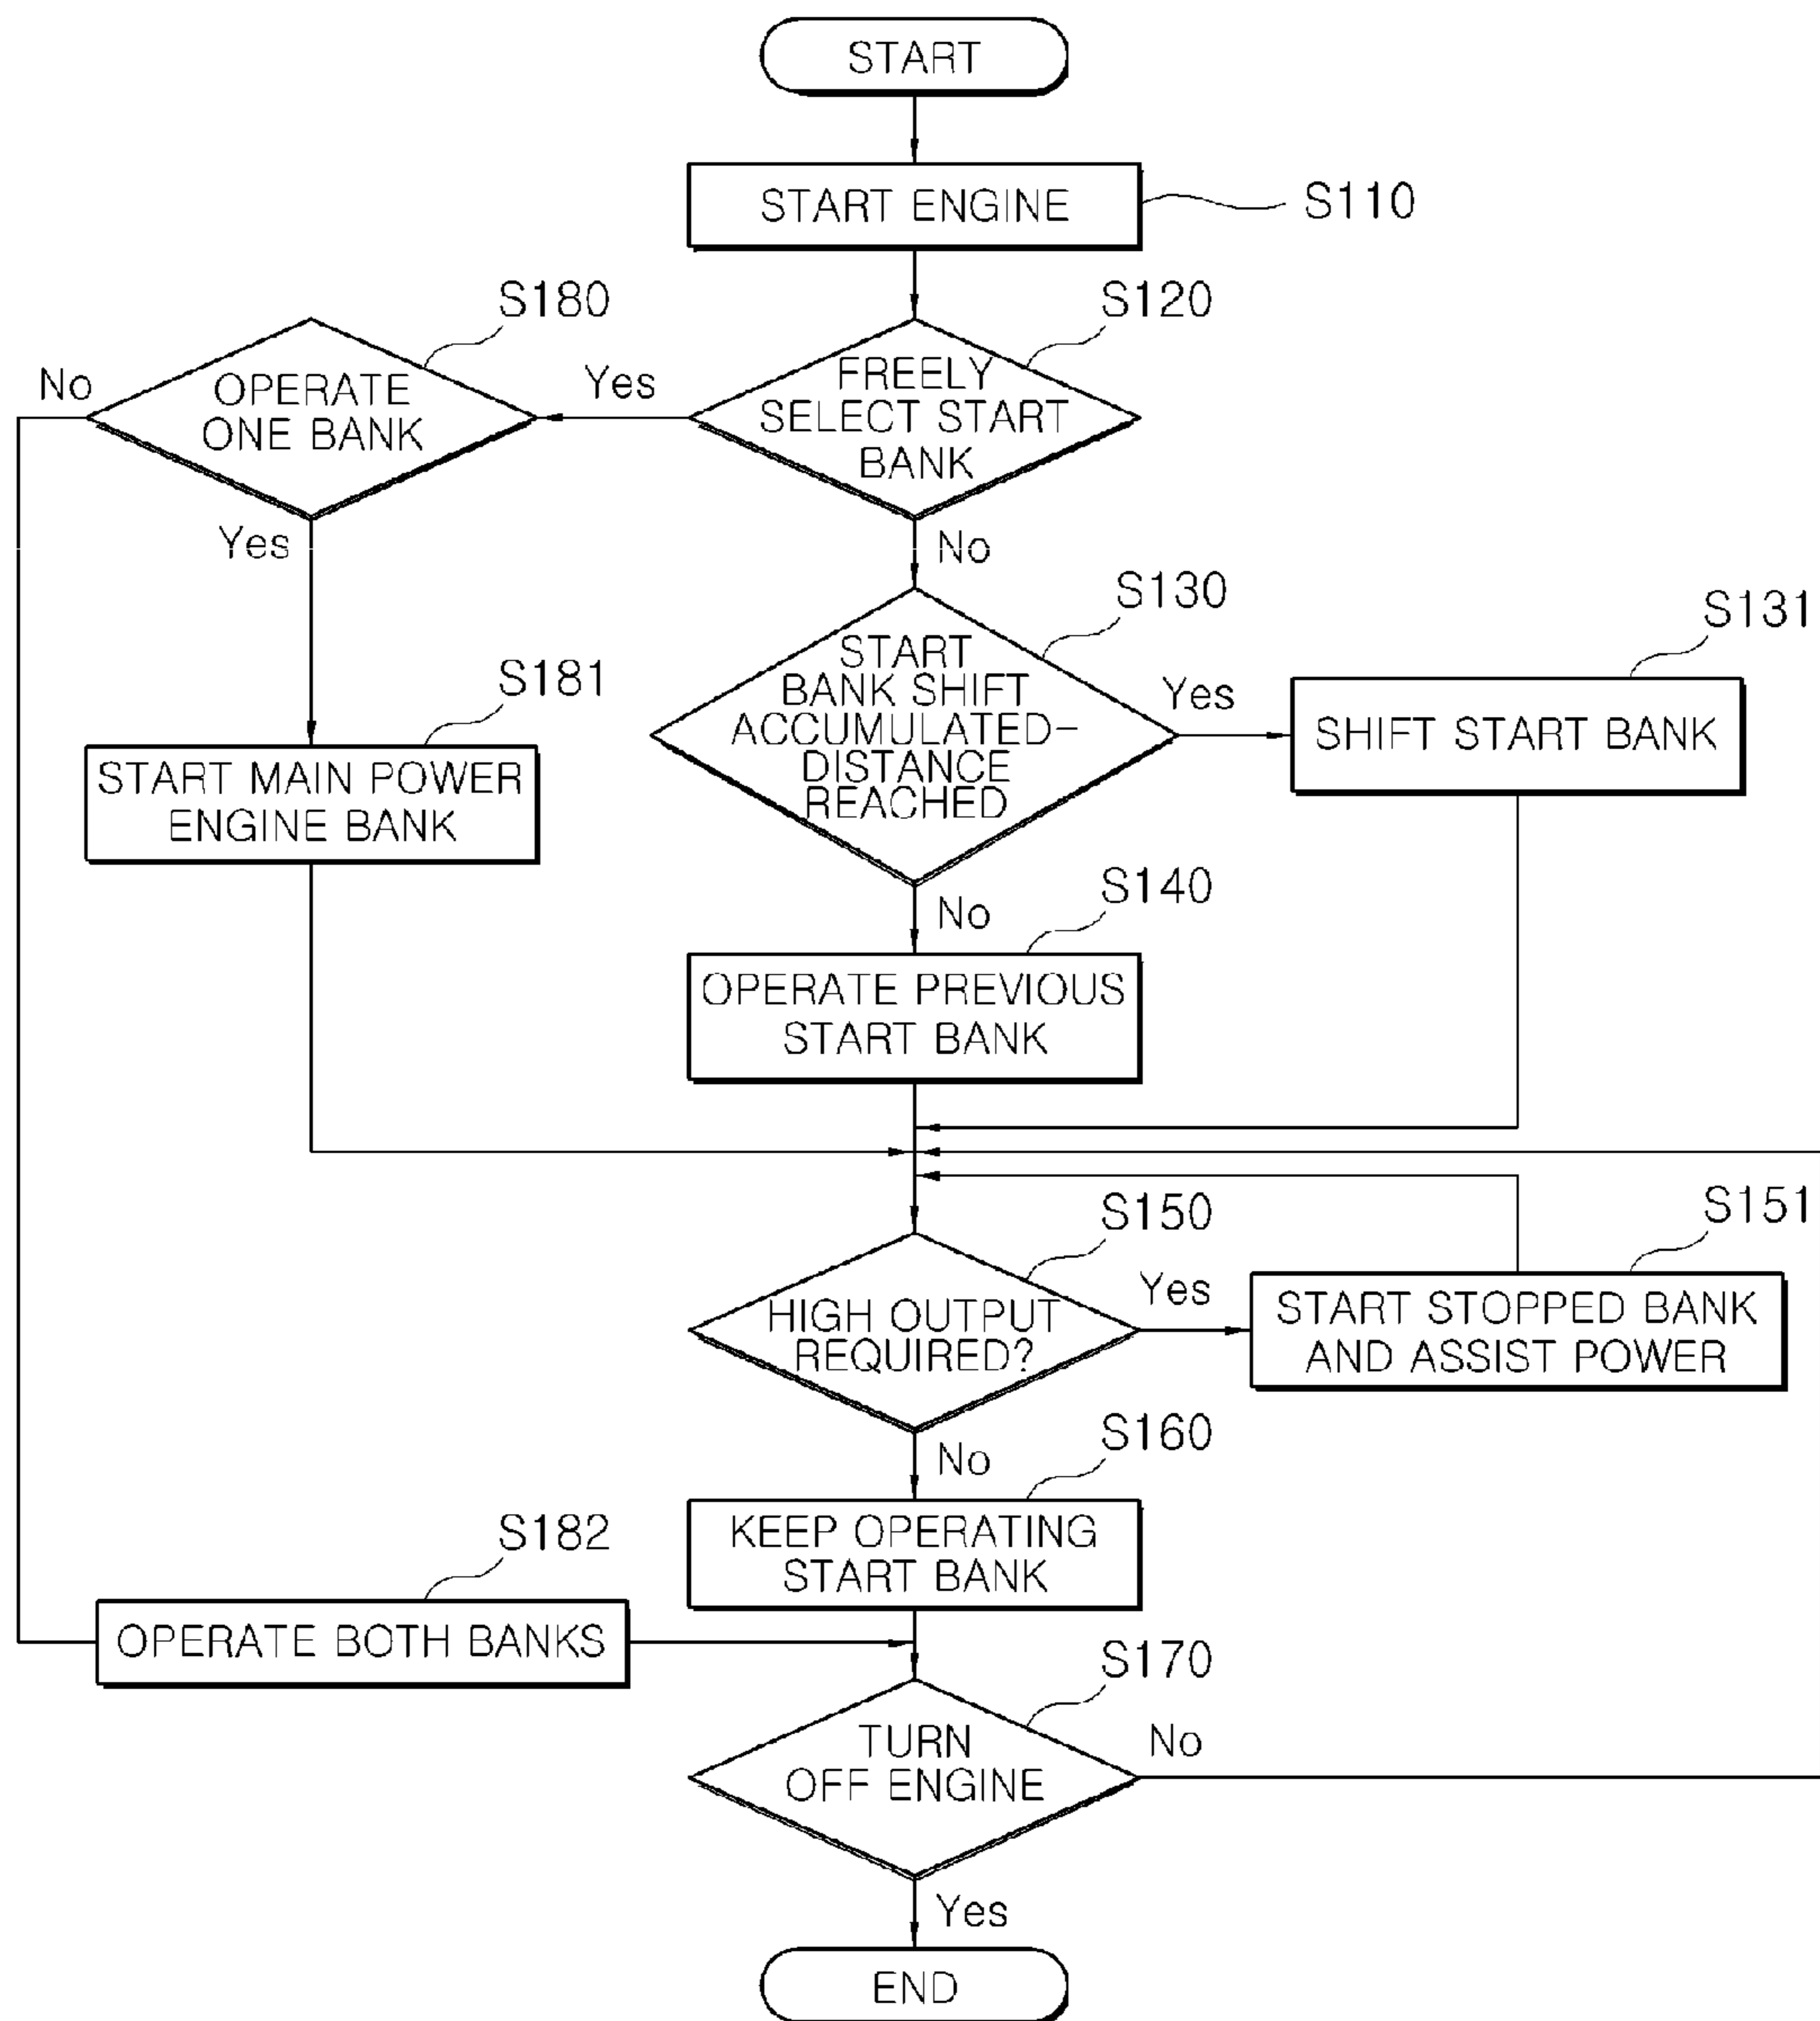 START
START ENGINE
S110
S180
S120
No
OPERATE
ONE BANK
Yes
FREELY
SELECT START
BANK
Yes
No
S130
S131
START
BANK SHIFT
ACCUMULATED-
DISTANCE
REACHED
Yes
SHIFT START BANK
S181
START MAIN POWER
ENGINE BANK
No
S140
OPERATE PREVIOUS
START BANK
S150
S151
HIGH OUTPUT
REQUIRED?
Yes
START STOPPED BANK
AND ASSIST POWER
No
S160
KEEP OPERATING
START BANK
S182
OPERATE BOTH BANKS
S170
TURN
OFF ENGINE
No
Yes
END